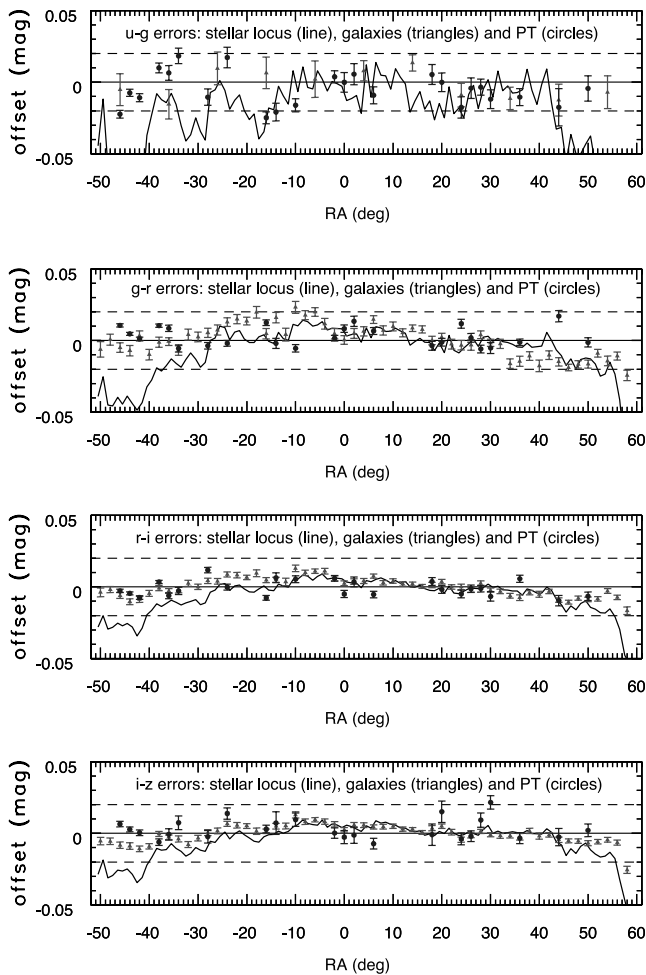 u-g errors: stellar locus (line), galaxies (triangles) and PT (circles)
offset (mag)
0
-0.05
-50 -40 -30 -20 -10 0 10 20 30 40 50 60
RA (deg)
0.05
g-r errors: stellar locus (line), galaxies (triangles) and PT (circles)
offset (mag)
0
-0.05
-50 -40 -30 -20 -10 0 10 20 30 40 50 60
RA (deg)
0.05
r-i errors: stellar locus (line), galaxies (triangles) and PT (circles)
offset (mag)
0
-0.05
-50 -40 -30 -20 -10 0 10 20 30 40 50 60
RA (deg)
0.05
i-z errors: stellar locus (line), galaxies (triangles) and PT (circles)
offset (mag)
0
-0.05
-50 -40 -30 -20 -10 0 10 20 30 40 50 60
RA (deg)